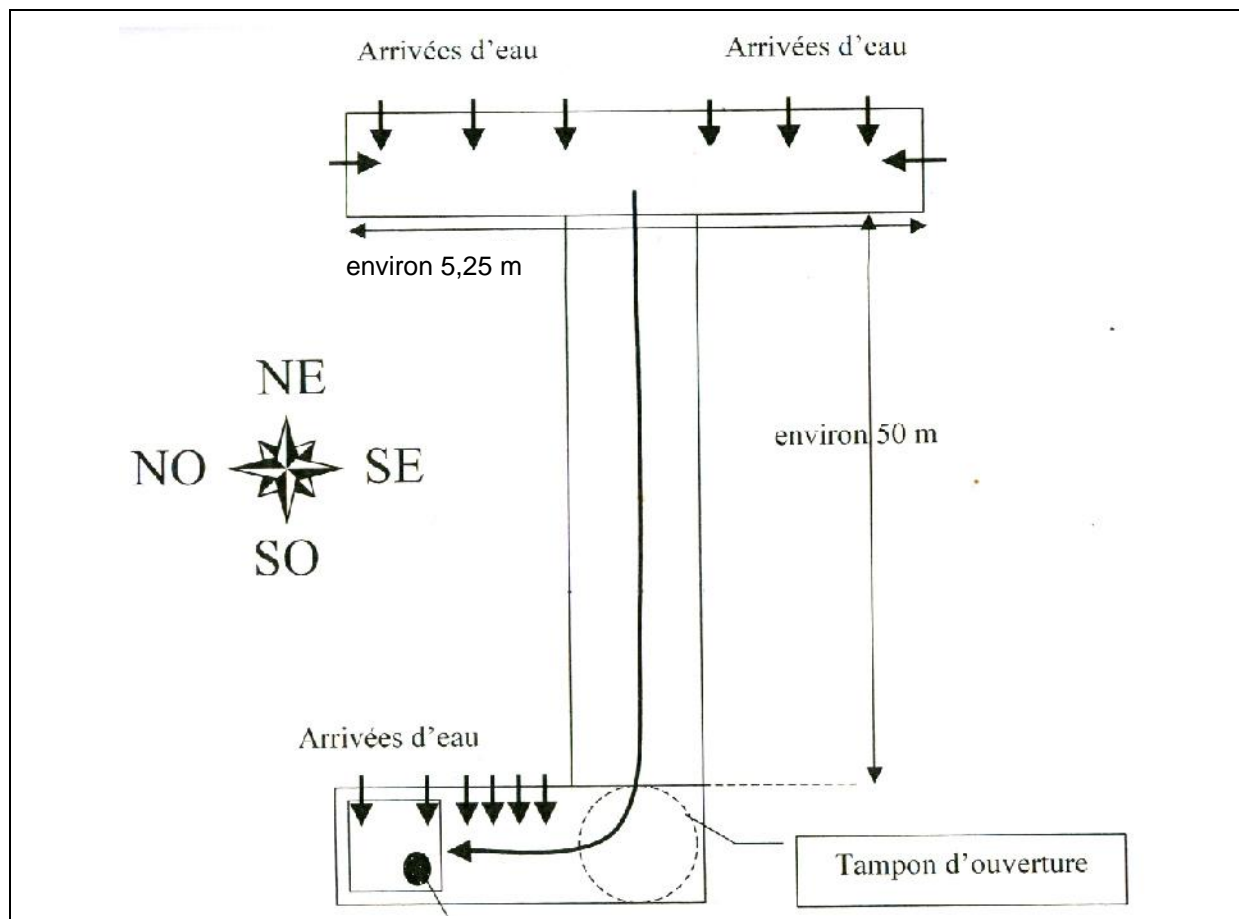 Arrivées d'eau
Arrivées d'eau
environ 5,25 m
NE
NO
SE
SO
environ 50 m
Arrivées d'eau
Tampon d'ouverture